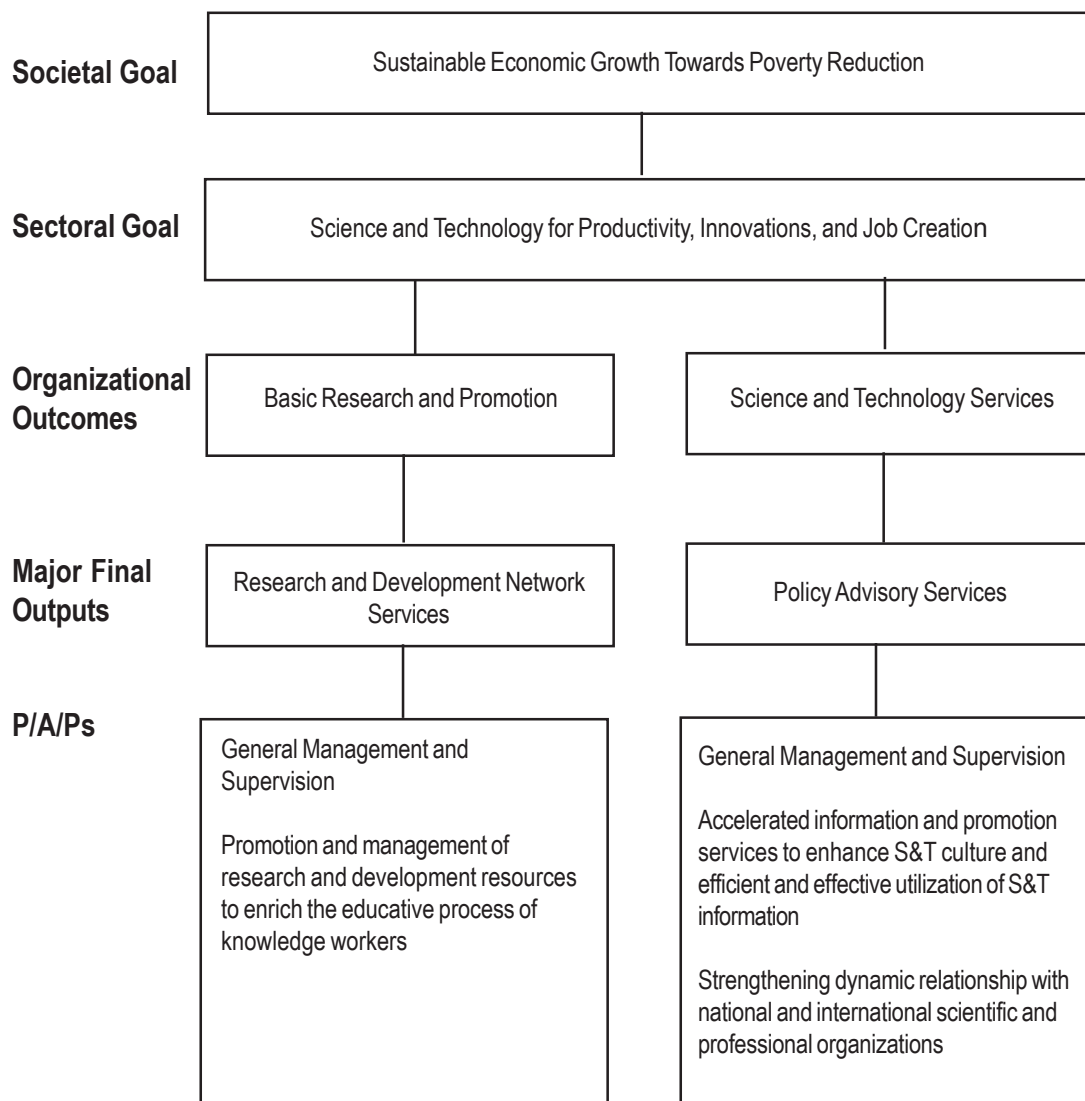 Societal Goal
Sustainable Economic Growth Towards Poverty Reduction
Sectoral Goal
Science and Technology for Productivity, Innovations, and Job Creation
Organizational
Outcomes
Basic Research and Promotion
Science and Technology Services
Major Final
Outputs
Research and Development Network
Services
Policy Advisory Services
P/A/Ps
General Management and
Supervision
Promotion and management of
research and development resources
to enrich the educative process of
knowledge workers
General Management and Supervision
Accelerated information and promotion
services to enhance S&T culture and
efficient and effective utilization of S&T
information
Strengthening dynamic relationship with
national and international scientific and
professional organizations